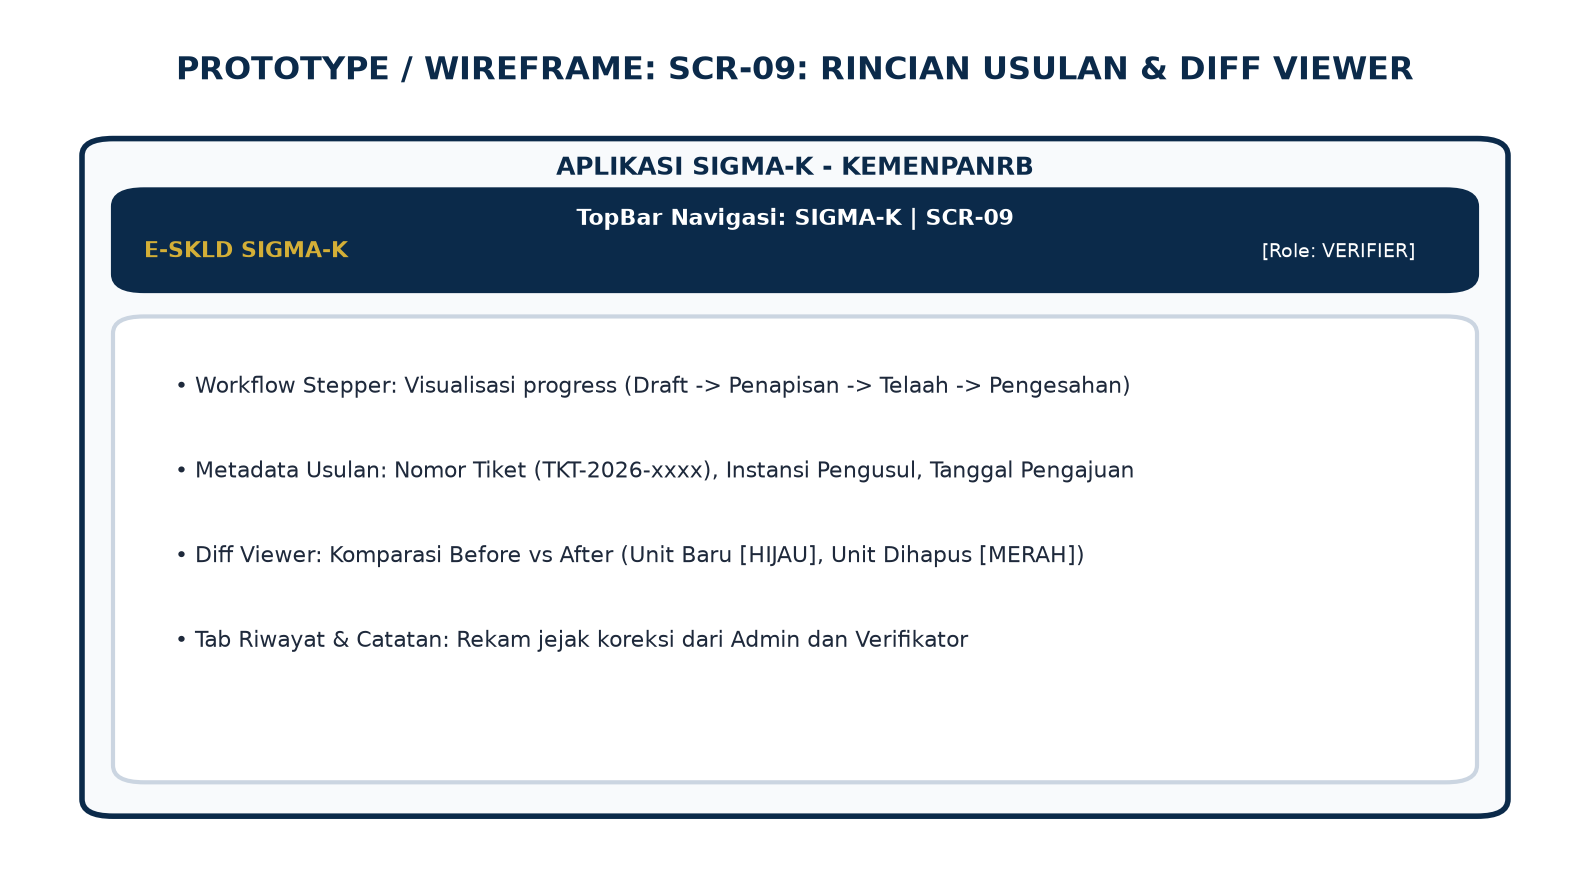 PROTOTYPE / WIREFRAME: SCR-09: RINCIAN USULAN & DIFF VIEWER
APLIKASI SIGMA-K - KEMENPANRB
TopBar Navigasi: SIGMA-K | SCR-09
E-SKLD SIGMA-K
[Role: VERIFIER]
• Workflow Stepper: Visualisasi progress (Draft -> Penapisan -> Telaah -> Pengesahan)
• Metadata Usulan: Nomor Tiket (TKT-2026-xxxx), Instansi Pengusul, Tanggal Pengajuan
• Diff Viewer: Komparasi Before vs After (Unit Baru [HIJAU], Unit Dihapus [MERAH])
• Tab Riwayat & Catatan: Rekam jejak koreksi dari Admin dan Verifikator